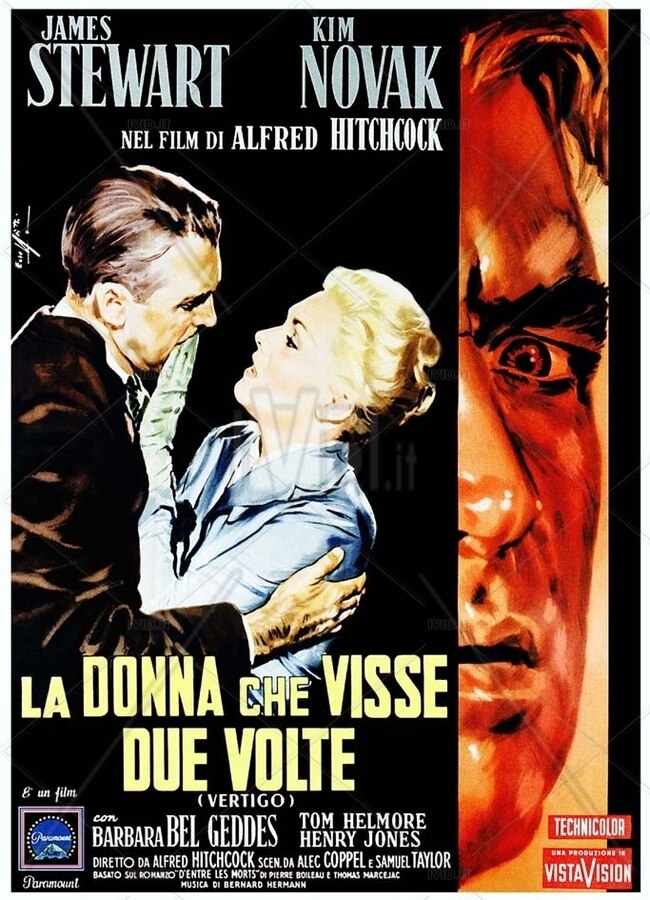 JAMES
STEWART
KIM
NOVAK
NEL FILM DI ALFRED HITCHCOCK
LA DONNA CHE VISSE
DUE VOLTE
(VERTIGO)
E' un film
Paramount
Paramount
con
BARBARA BEL GEDDES
TOM HELMORE
HENRY JONES
DIRETTO DA ALFRED HITCHCOCK SCEN. DA ALEC COPPEL E SAMUEL TAYLOR
BASATO SUL ROMANZO "D'ENTRE LES MORTS" DI PIERRE BOILEAU E THOMAS MARCEJAC
MUSICA DI BERNARD HERMANN
TECHNICOLOR
UNA PRODUZIONE IN
VISTAVISION
IVID.it